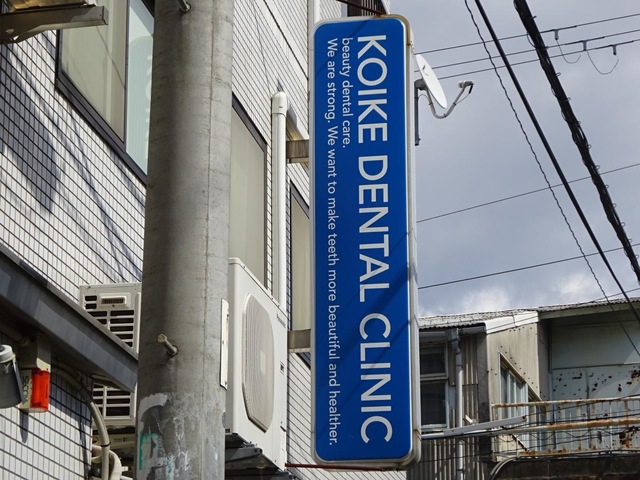 KOIKE DENTAL CLINIC
We are strong. We want to make teeth more beautiful and healther.
beauty dental care.